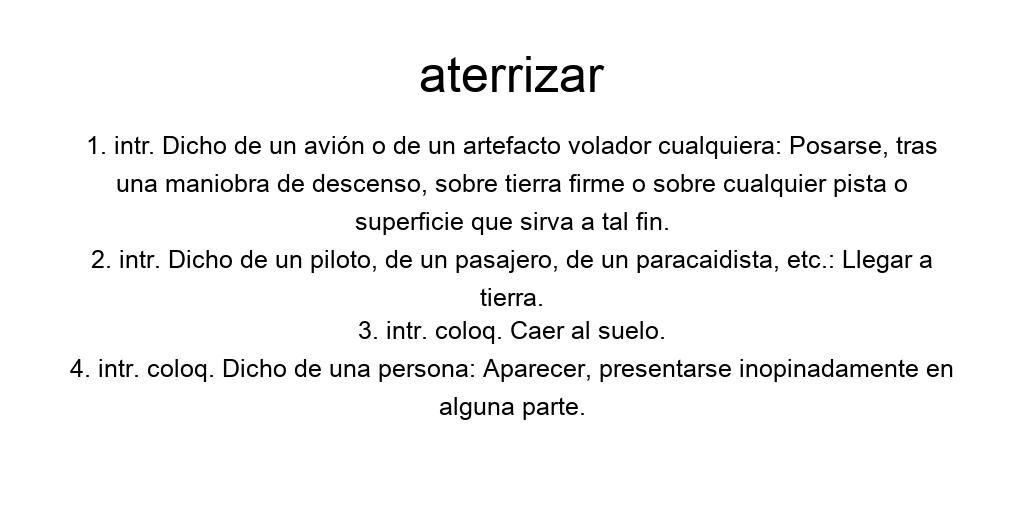 aterrizar
1. intr. Dicho de un avión o de un artefacto volador cualquiera: Posarse, tras
una maniobra de descenso, sobre tierra firme o sobre cualquier pista o
superficie que sirva a tal fin.
2. intr. Dicho de un piloto, de un pasajero, de un paracaidista, etc.: Llegar a
tierra.
3. intr. coloq. Caer al suelo.
4. intr. coloq. Dicho de una persona: Aparecer, presentarse inopinadamente en
alguna parte.